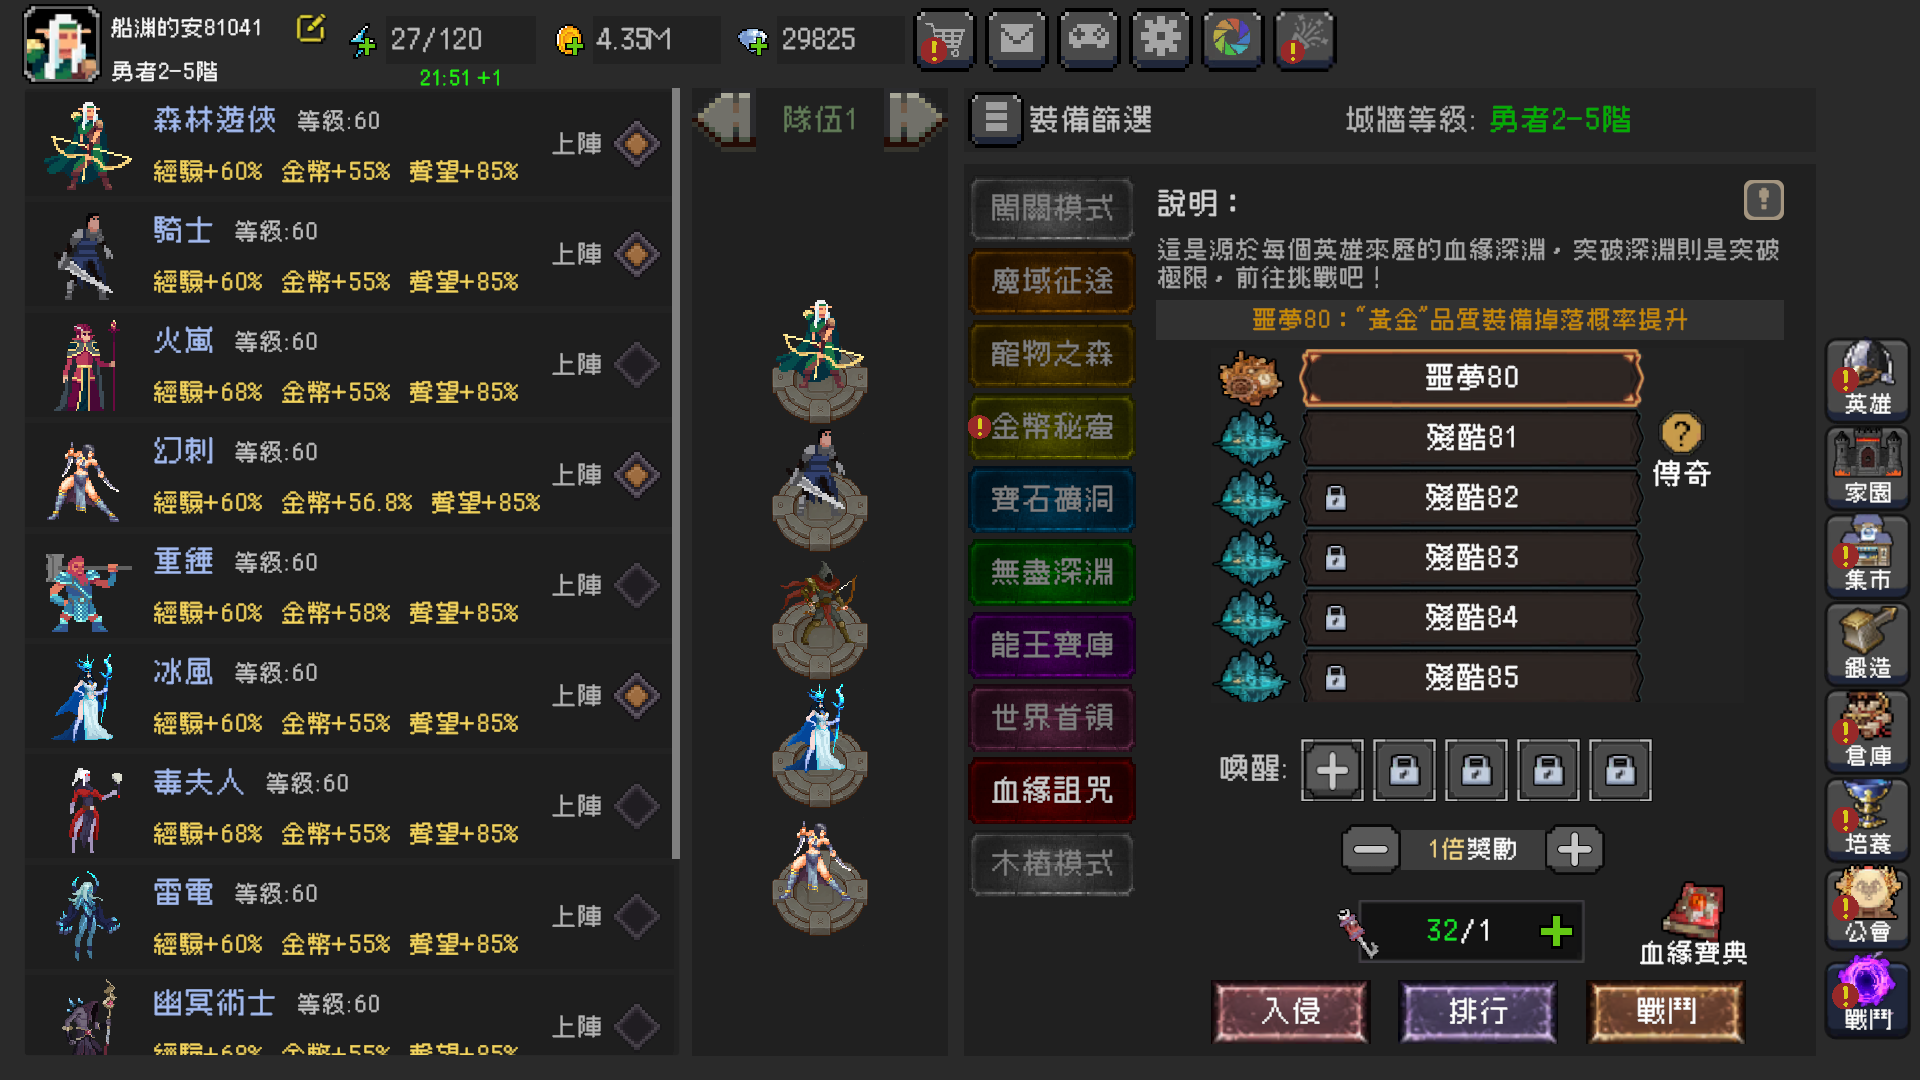 船渊的安81041
勇者2-5階
27/120
21:51 +1
4.35M
29825
森林遊俠 等級:60
經驗+60% 金幣+55% 聲望+85%
上陣
騎士 等級:60
經驗+60% 金幣+55% 聲望+85%
上陣
火嵐 等級:60
經驗+68% 金幣+55% 聲望+85%
上陣
幻刺 等級:60
經驗+60% 金幣+56.8% 聲望+85%
上陣
重錘 等級:60
經驗+60% 金幣+58% 聲望+85%
上陣
冰風 等級:60
經驗+60% 金幣+55% 聲望+85%
上陣
毒夫人 等級:60
經驗+68% 金幣+55% 聲望+85%
上陣
雷電 等級:60
經驗+60% 金幣+55% 聲望+85%
上陣
幽冥術士 等級:60
經驗+68% 金幣+55% 聲望+85%
上陣
隊伍1
裝備篩選
城牆等級: 勇者2-5階
闖關模式
魔域征途
寵物之森
金幣秘窟
寶石礦洞
無盡深淵
龍王寶庫
世界首領
血緣詛咒
木樁模式
說明：
這是源於每個英雄來歷的血緣深淵，突破深淵則是突破
極限，前往挑戰吧！
噩夢80："黃金"品質裝備掉落概率提升
噩夢80
殘酷81
殘酷82
殘酷83
殘酷84
殘酷85
?
傳奇
喚醒:
1倍獎勵
32/1
血緣寶典
入侵
排行
戰鬥
英雄
家園
集市
鍛造
倉庫
培養
公會
戰鬥